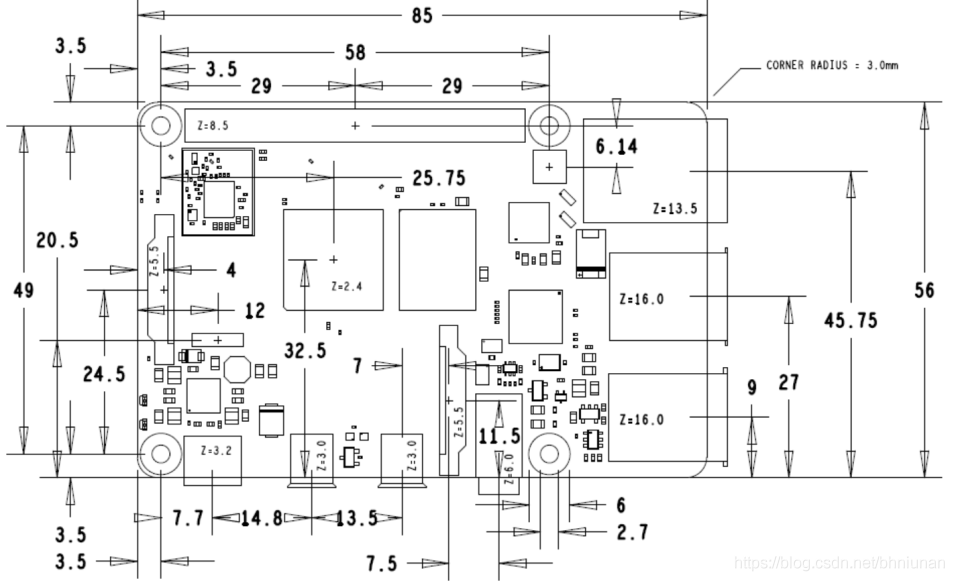 85
3.5
58
3.5
CORNER RADIUS = 3.0mm
29
29
Z=8.5
6.14
25.75
Z=13.5
20.5
Z=5.5
4
49
Z=2.4
Z=16.0
56
12
45.75
32.5
7
24.5
27
9
Z=5.5
Z=16.0
11.5
Z=3.2
Z=3.0
Z=3.0
Z=6.0
6
7.7
14.8
13.5
3.5
2.7
3.5
7.5
https://blog.csdn.net/bhniunan